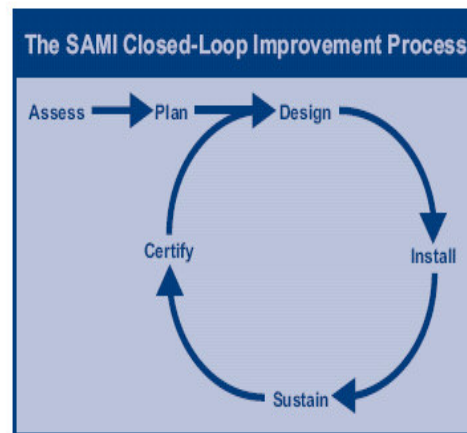 The SAMI Closed-Loop Improvement Process
Assess
Plan
Design
Certify
Install
Sustain